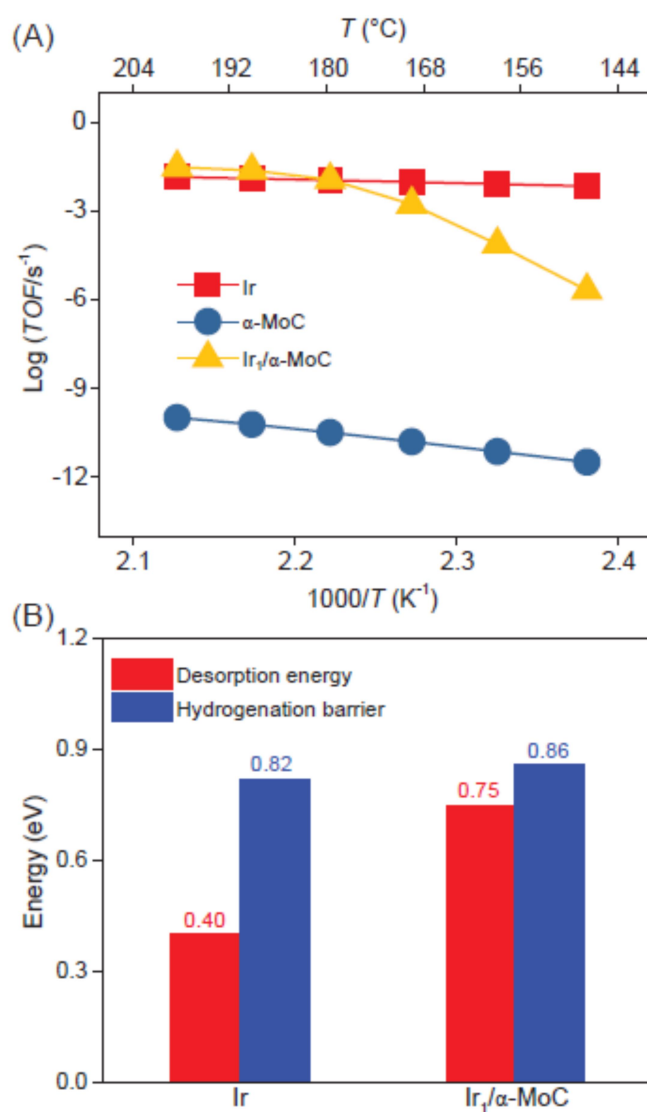 (A)
T (°C)
204 192 180 168 156 144
0
-3
-6
-9
-12
Log (TOF/s⁻¹)
Ir
α-MoC
Ir₁/α-MoC
2.1 2.2 2.3 2.4
1000/T (K⁻¹)
(B)
1.2
0.9
0.6
0.3
0.0
Energy (eV)
Desorption energy
Hydrogenation barrier
0.40
0.82
0.75
0.86
Ir Ir₁/α-MoC